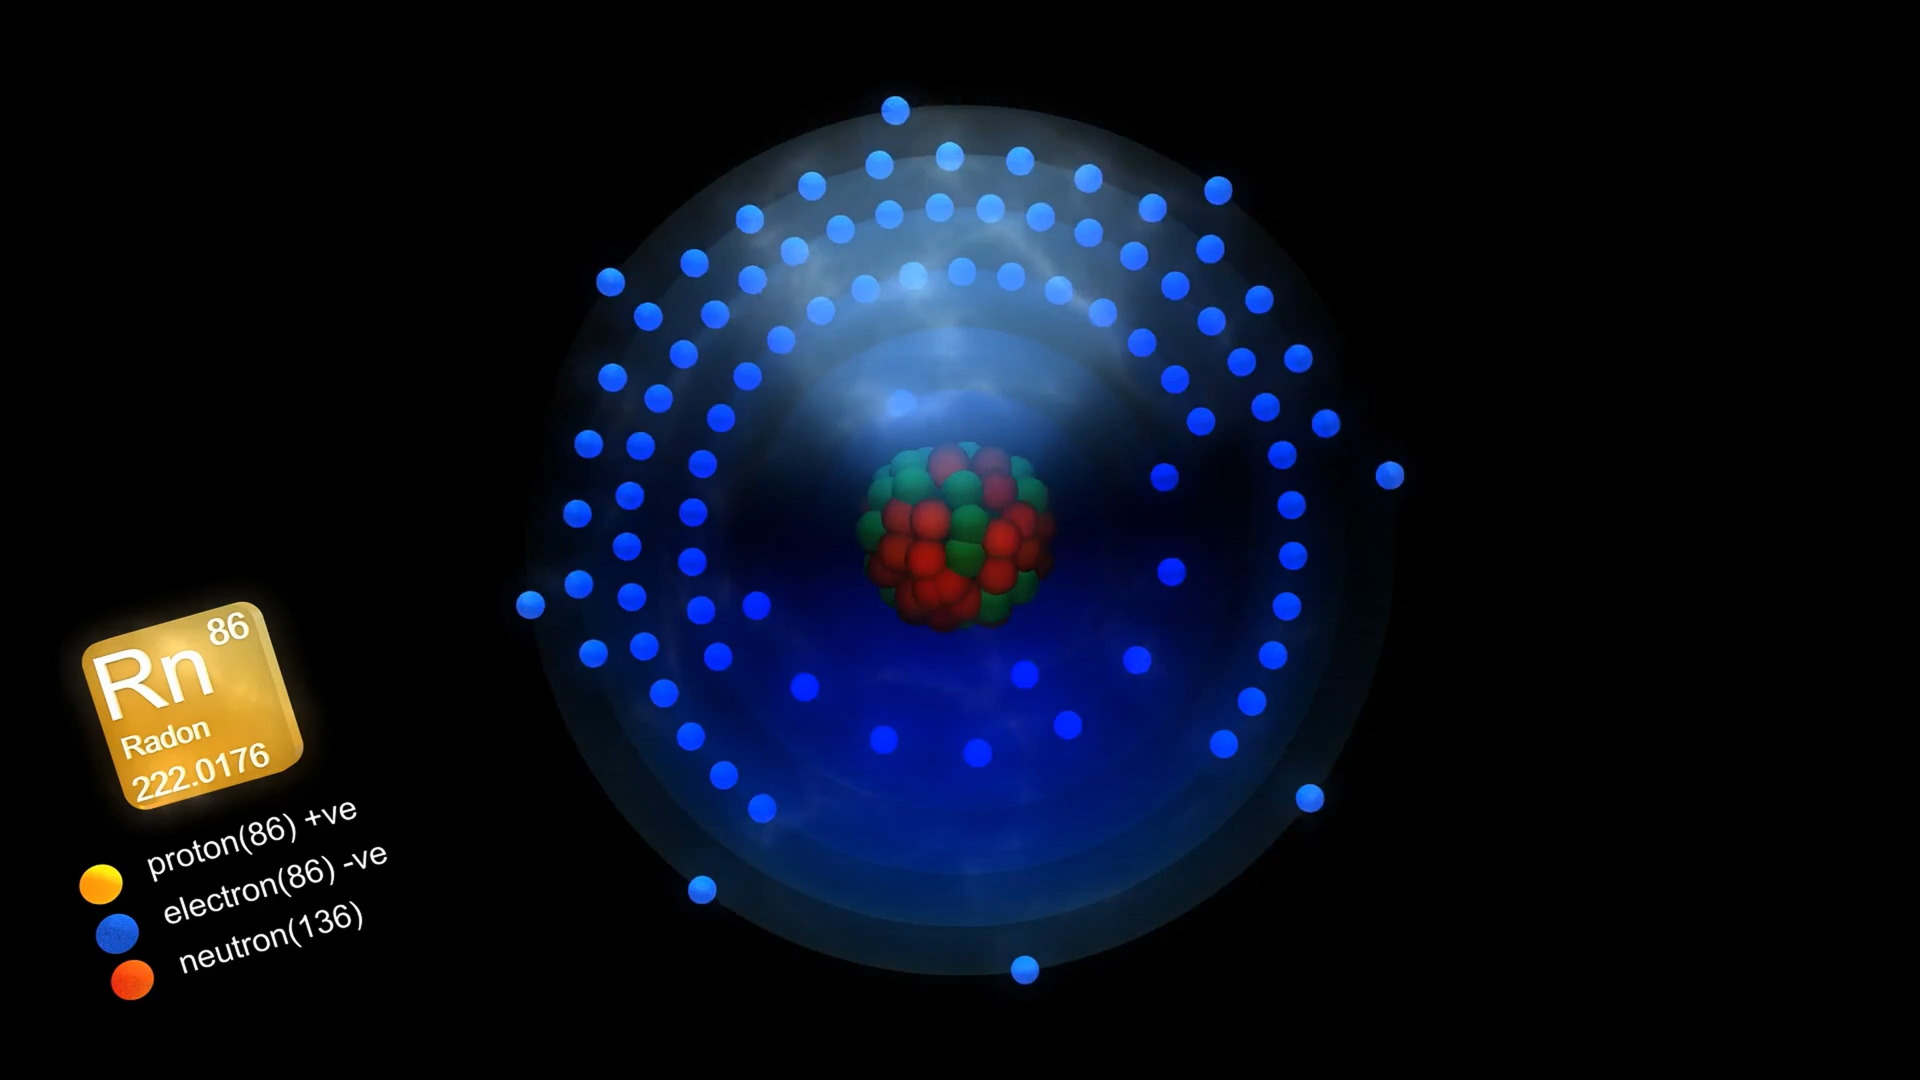 86
Rn
Radon
222.0176
proton(86) +ve
electron(86) -ve
neutron(136)